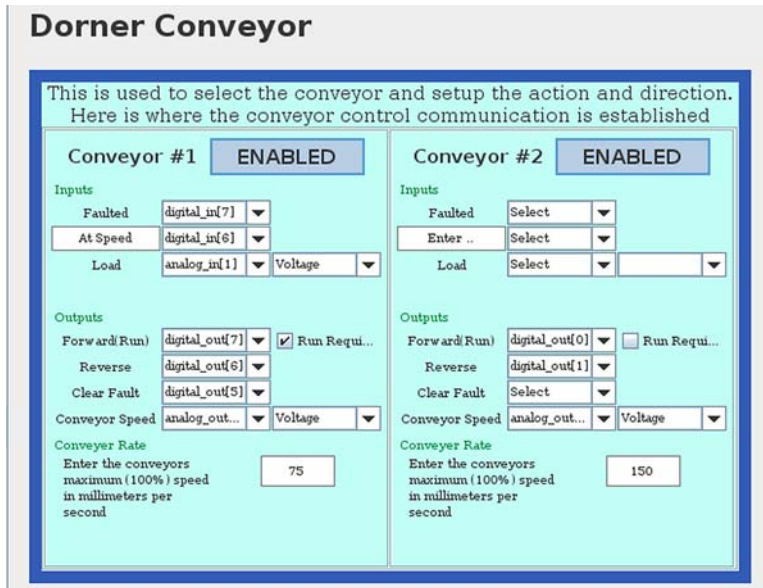 Dorner Conveyor
This is used to select the conveyor and setup the action and direction.
Here is where the conveyor control communication is established
Conveyor #1 ENABLED
Inputs
Faulted digital_in[7]
At Speed digital_in[6]
Load analog_in[1] Voltage
Outputs
Forward(Run) digital_out[7] Run Requi...
Reverse digital_out[6]
Clear Fault digital_out[5]
Conveyor Speed analog_out... Voltage
Conveyer Rate
Enter the conveyors
maximum (100%) speed
in millimeters per
second
75
Conveyor #2 ENABLED
Inputs
Faulted Select
Enter .. Select
Load Select
Outputs
Forward(Run) digital_out[0] Run Requi...
Reverse digital_out[1]
Clear Fault Select
Conveyor Speed analog_out... Voltage
Conveyer Rate
Enter the conveyors
maximum (100%) speed
in millimeters per
second
150